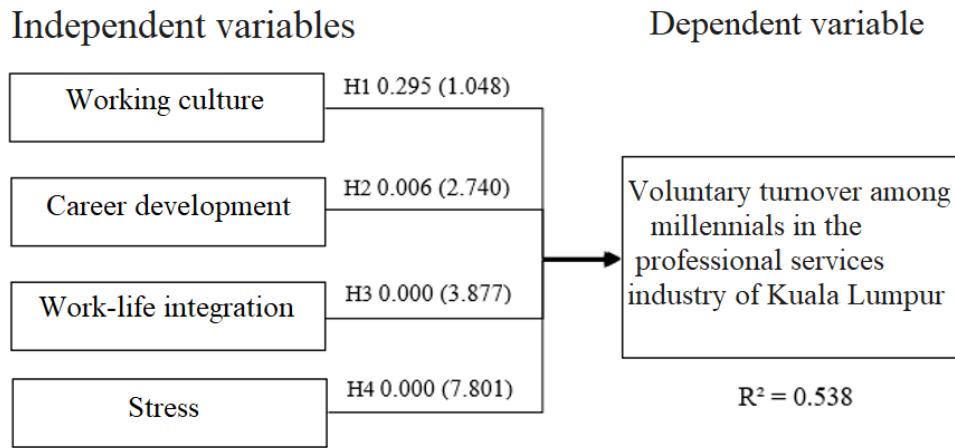 Independent variables
Dependent variable
Working culture
H1 0.295 (1.048)
Career development
H2 0.006 (2.740)
Work-life integration
H3 0.000 (3.877)
Stress
H4 0.000 (7.801)
Voluntary turnover among
millennials in the
professional services
industry of Kuala Lumpur
R² = 0.538